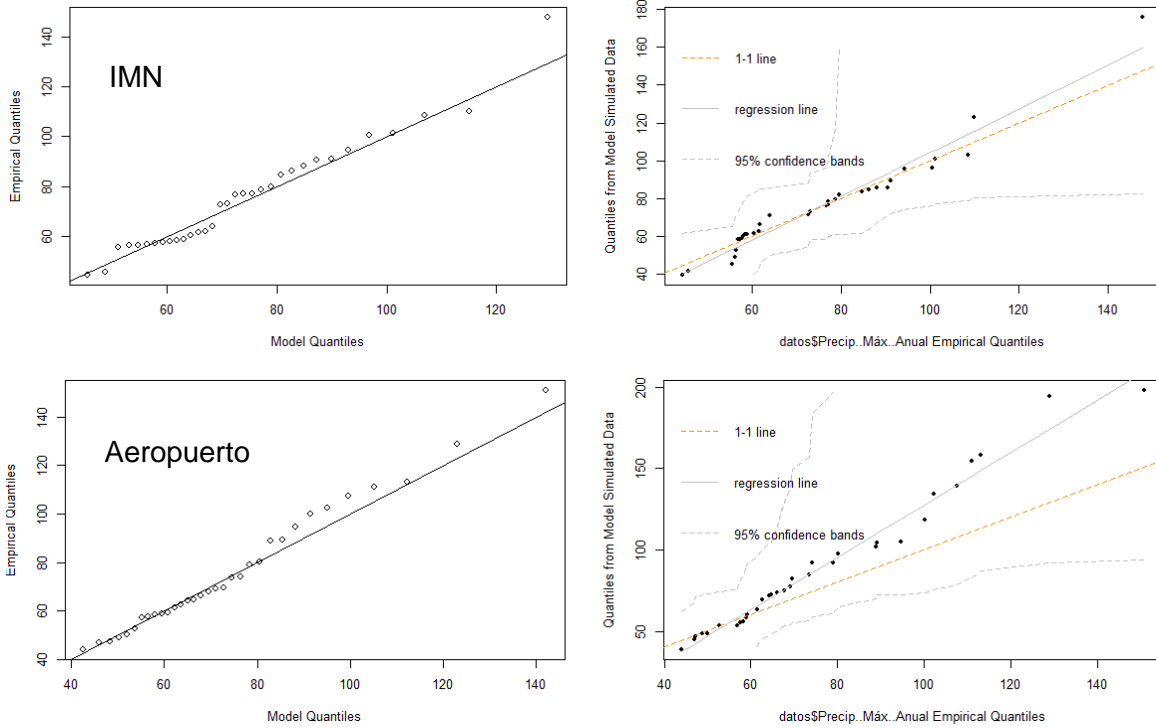 IMN
Empirical Quantiles
60 80 100 120 140
60 80 100 120
Model Quantiles
1-1 line
regression line
95% confidence bands
Quantiles from Model Simulated Data
40 60 80 100 120 140 160 180
60 80 100 120 140
datos$Precip..Máx..Anual Empirical Quantiles
Aeropuerto
Empirical Quantiles
40 60 80 100 120 140
40 60 80 100 120 140
Model Quantiles
1-1 line
regression line
95% confidence bands
Quantiles from Model Simulated Data
50 100 150 200
40 60 80 100 120 140
datos$Precip..Máx..Anual Empirical Quantiles